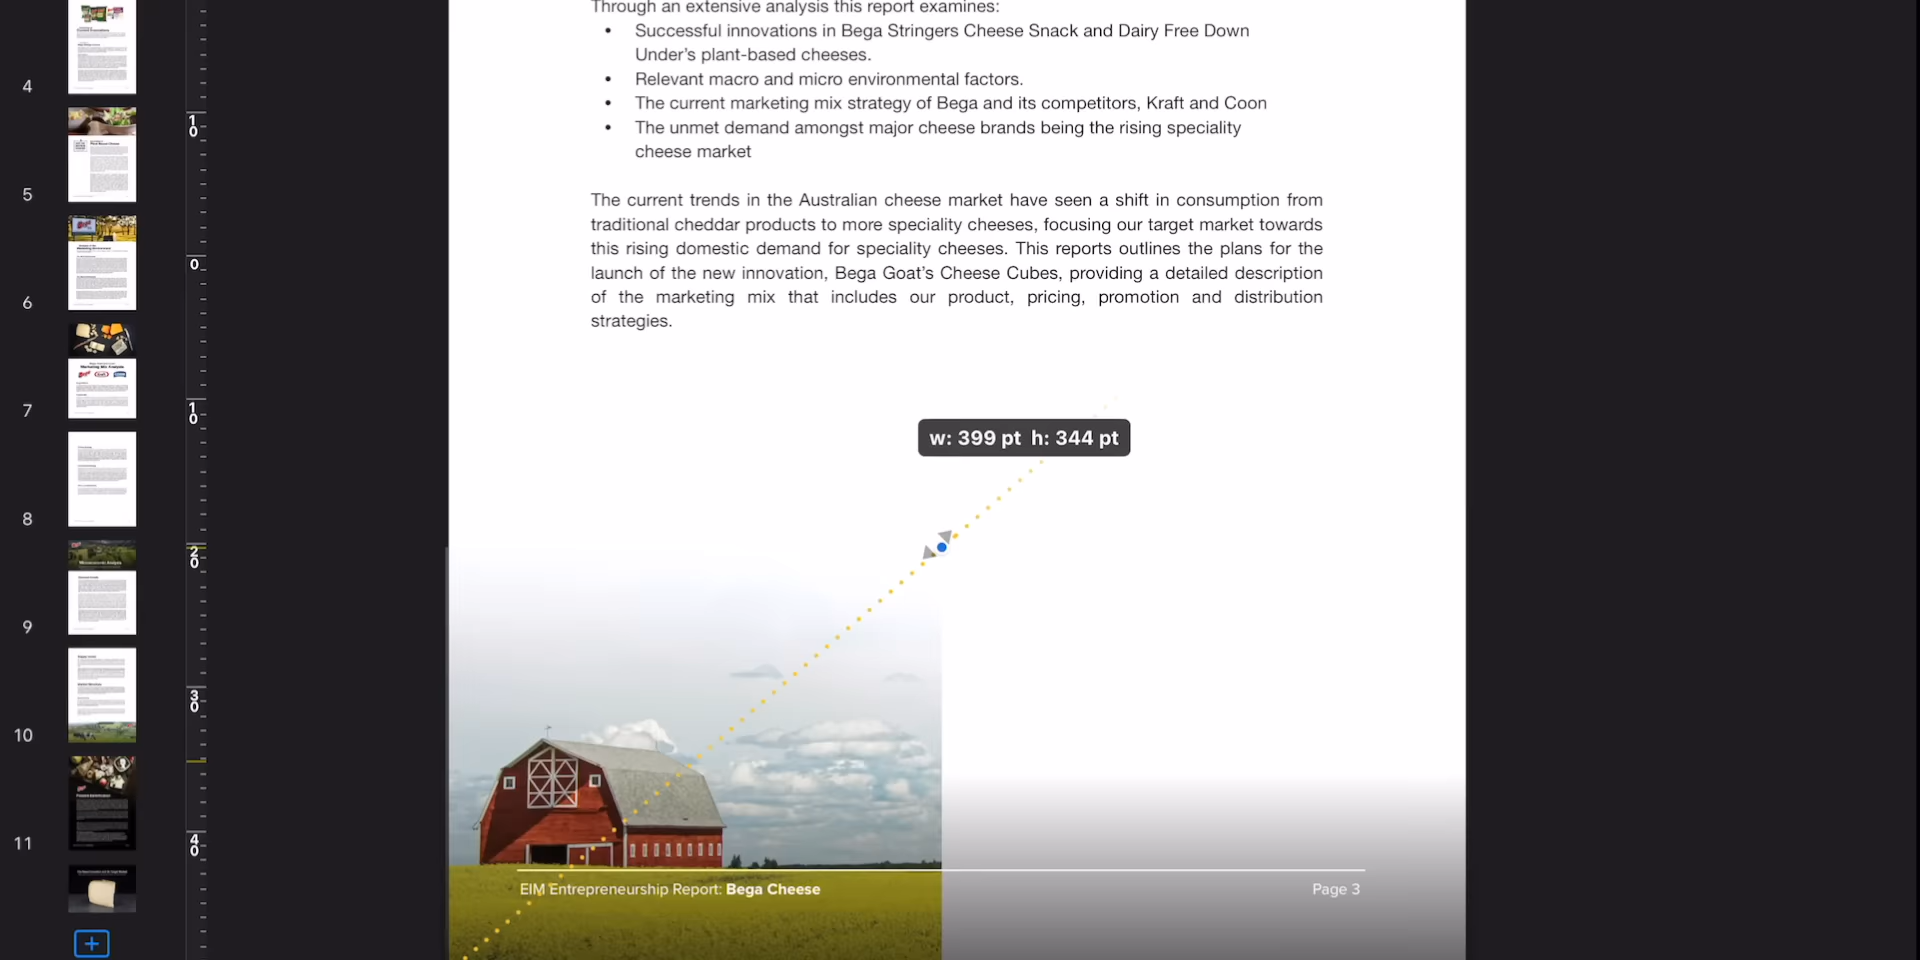 Through an extensive analysis this report examines:
• Successful innovations in Bega Stringers Cheese Snack and Dairy Free Down
Under's plant-based cheeses.
• Relevant macro and micro environmental factors.
• The current marketing mix strategy of Bega and its competitors, Kraft and Coon
• The unmet demand amongst major cheese brands being the rising speciality
cheese market
The current trends in the Australian cheese market have seen a shift in consumption from
traditional cheddar products to more speciality cheeses, focusing our target market towards
this rising domestic demand for speciality cheeses. This reports outlines the plans for the
launch of the new innovation, Bega Goat's Cheese Cubes, providing a detailed description
of the marketing mix that includes our product, pricing, promotion and distribution
strategies.
w: 399 pt h: 344 pt
EIM Entrepreneurship Report: Bega Cheese
Page 3
4
5
6
7
8
9
10
11
10
0
10
20
30
40